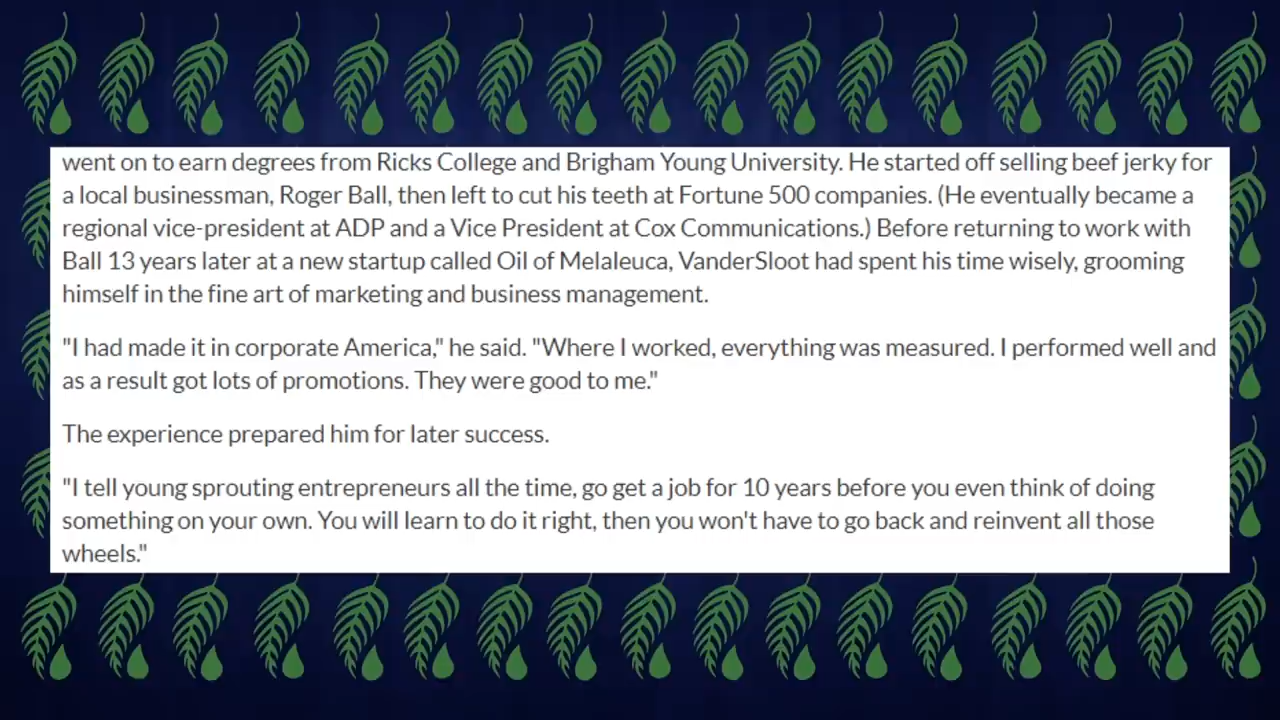 went on to earn degrees from Ricks College and Brigham Young University. He started off selling beef jerky for
a local businessman, Roger Ball, then left to cut his teeth at Fortune 500 companies. (He eventually became a
regional vice-president at ADP and a Vice President at Cox Communications.) Before returning to work with
Ball 13 years later at a new startup called Oil of Melaleuca, VanderSloot had spent his time wisely, grooming
himself in the fine art of marketing and business management.
"I had made it in corporate America," he said. "Where I worked, everything was measured. I performed well and
as a result got lots of promotions. They were good to me."
The experience prepared him for later success.
"I tell young sprouting entrepreneurs all the time, go get a job for 10 years before you even think of doing
something on your own. You will learn to do it right, then you won't have to go back and reinvent all those
wheels."